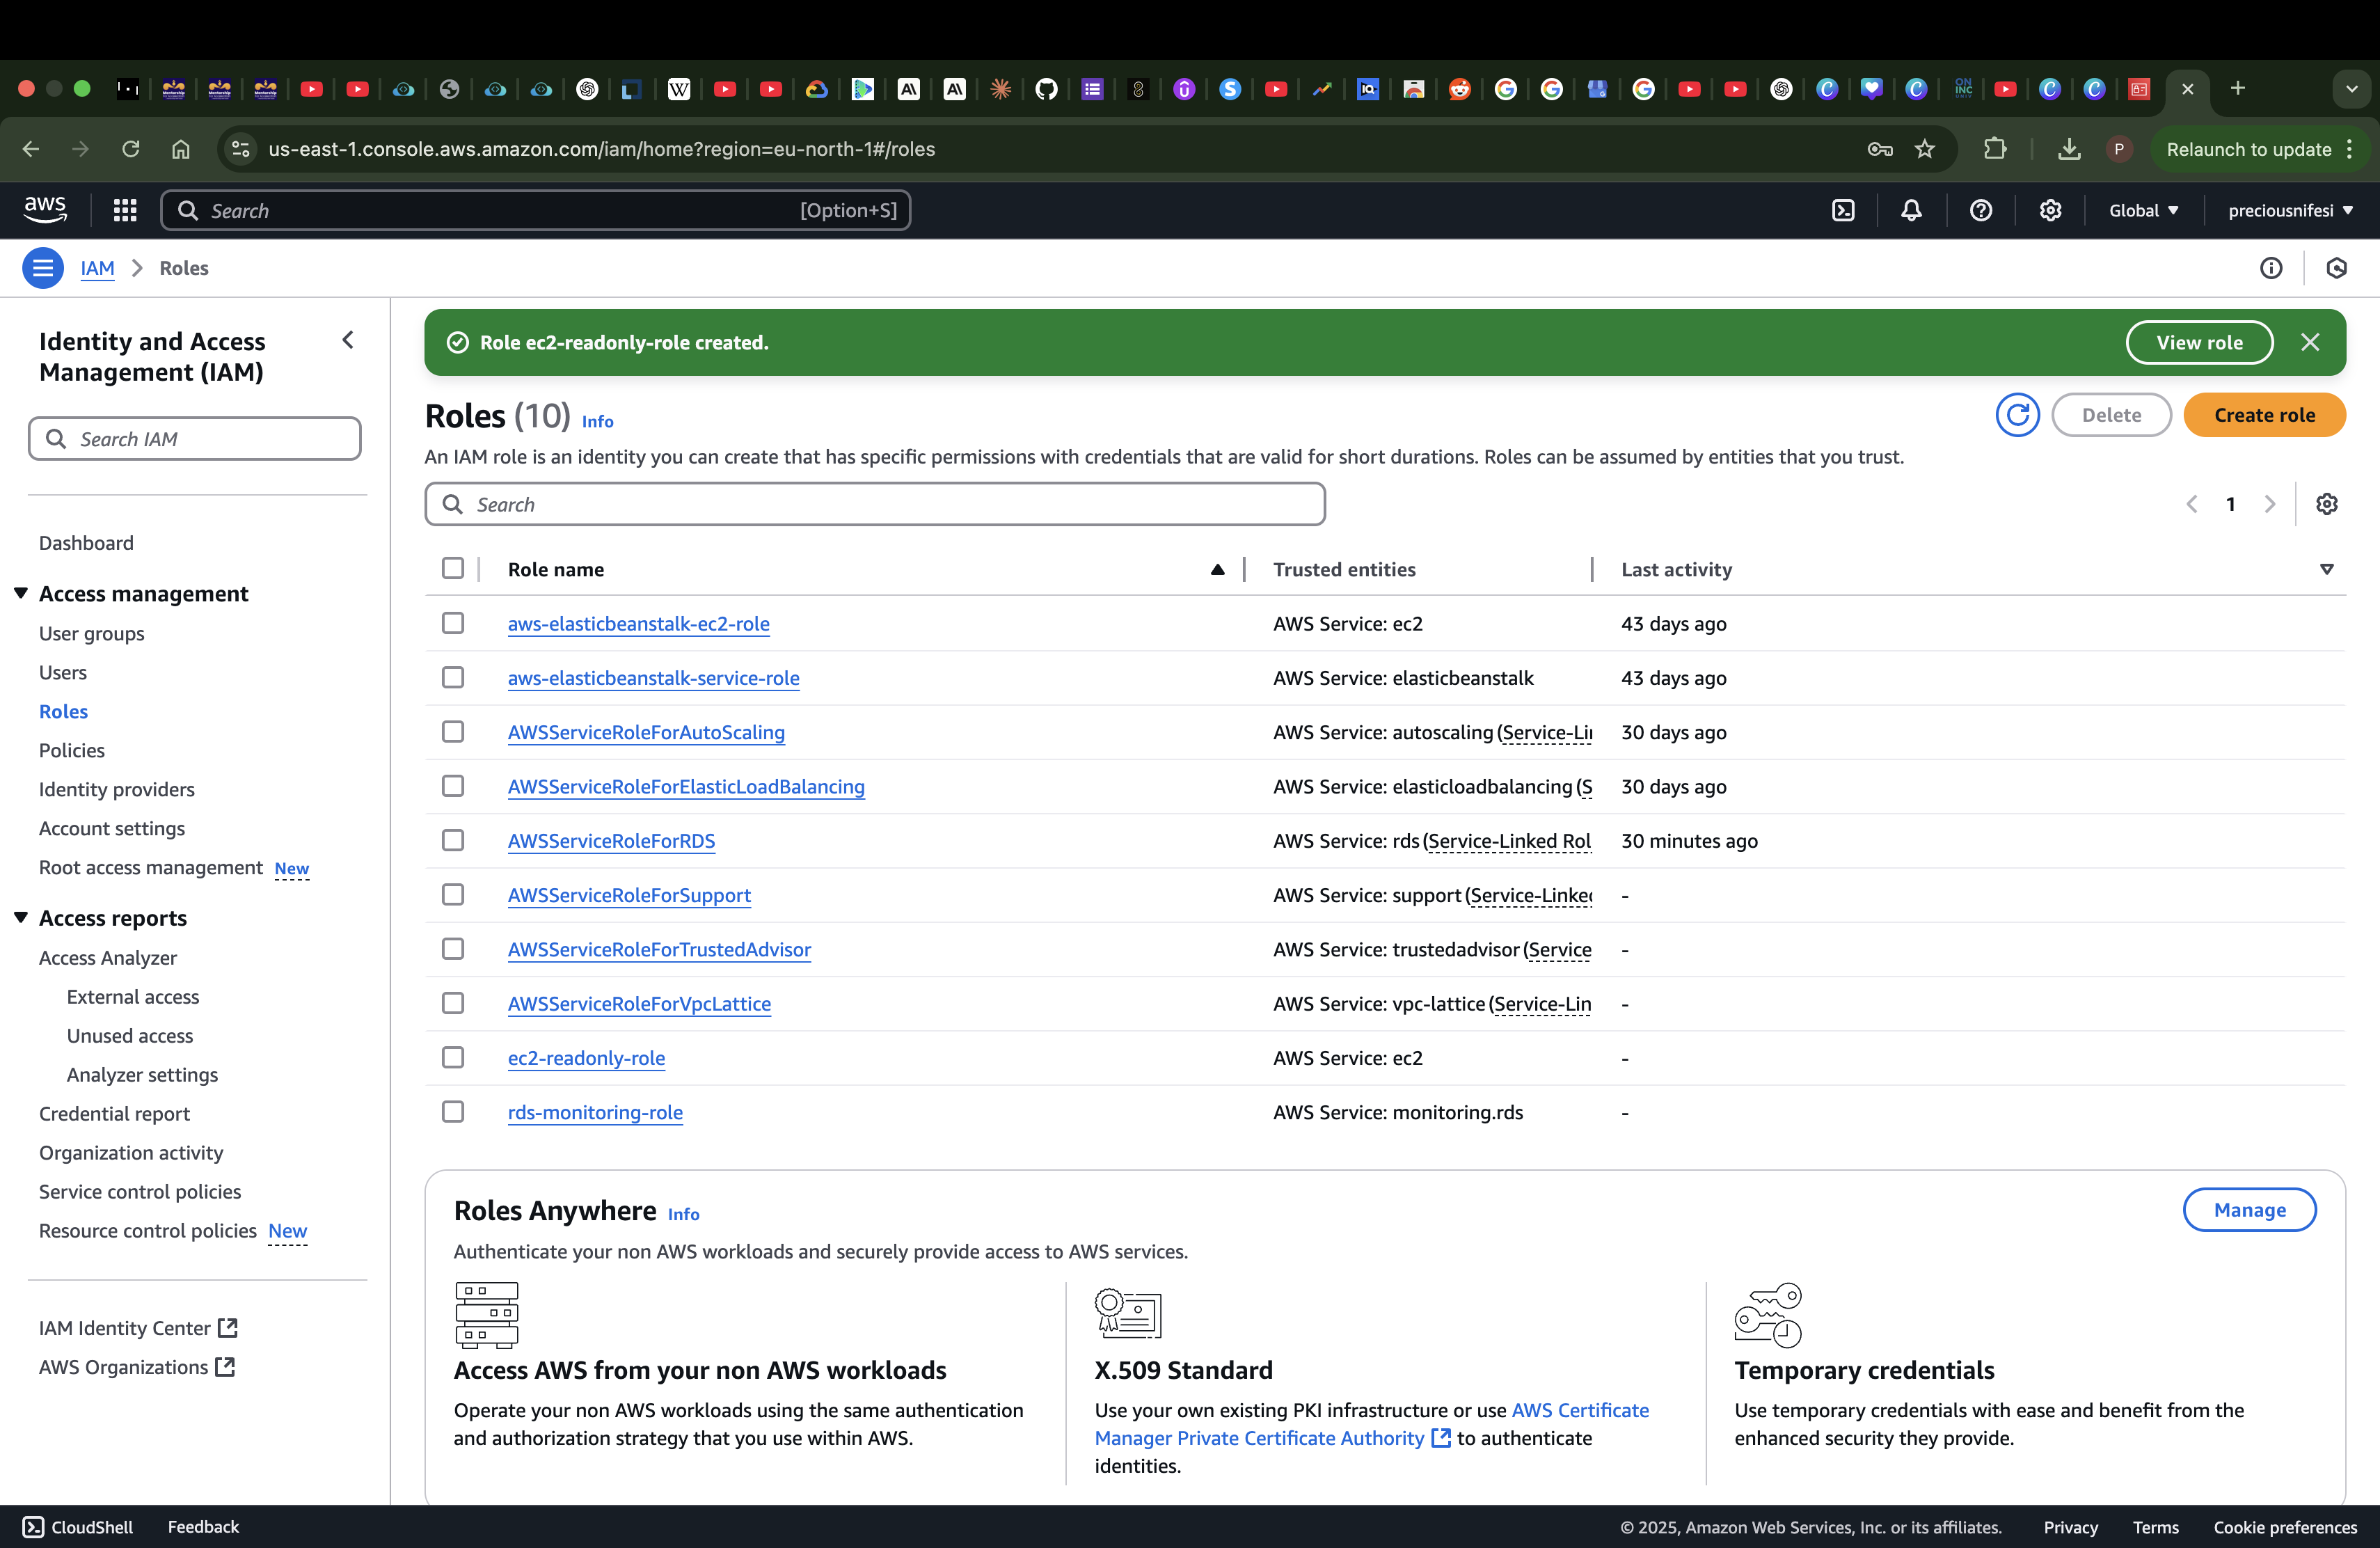 us-east-1.console.aws.amazon.com/iam/home?region=eu-north-1#/roles
P
Relaunch to update
aws
Search
[Option+S]
Global
preciousnifesi
IAM
Roles
Identity and Access
Management (IAM)
Search IAM
Dashboard
Access management
User groups
Users
Roles
Policies
Identity providers
Account settings
Root access management New
Access reports
Access Analyzer
External access
Unused access
Analyzer settings
Credential report
Organization activity
Service control policies
Resource control policies New
IAM Identity Center
AWS Organizations
Role ec2-readonly-role created.
View role
Roles (10) Info
Delete
Create role
An IAM role is an identity you can create that has specific permissions with credentials that are valid for short durations. Roles can be assumed by entities that you trust.
Search
1
Role name
Trusted entities
Last activity
aws-elasticbeanstalk-ec2-role
AWS Service: ec2
43 days ago
aws-elasticbeanstalk-service-role
AWS Service: elasticbeanstalk
43 days ago
AWSServiceRoleForAutoScaling
AWS Service: autoscaling (Service-Li
30 days ago
AWSServiceRoleForElasticLoadBalancing
AWS Service: elasticloadbalancing (S
30 days ago
AWSServiceRoleForRDS
AWS Service: rds (Service-Linked Rol
30 minutes ago
AWSServiceRoleForSupport
AWS Service: support (Service-Linked
-
AWSServiceRoleForTrustedAdvisor
AWS Service: trustedadvisor (Service
-
AWSServiceRoleForVpcLattice
AWS Service: vpc-lattice (Service-Lin
-
ec2-readonly-role
AWS Service: ec2
-
rds-monitoring-role
AWS Service: monitoring.rds
-
Roles Anywhere Info
Manage
Authenticate your non AWS workloads and securely provide access to AWS services.
Access AWS from your non AWS workloads
Operate your non AWS workloads using the same authentication
and authorization strategy that you use within AWS.
X.509 Standard
Use your own existing PKI infrastructure or use AWS Certificate
Manager Private Certificate Authority to authenticate
identities.
Temporary credentials
Use temporary credentials with ease and benefit from the
enhanced security they provide.
CloudShell
Feedback
© 2025, Amazon Web Services, Inc. or its affiliates.
Privacy
Terms
Cookie preferences